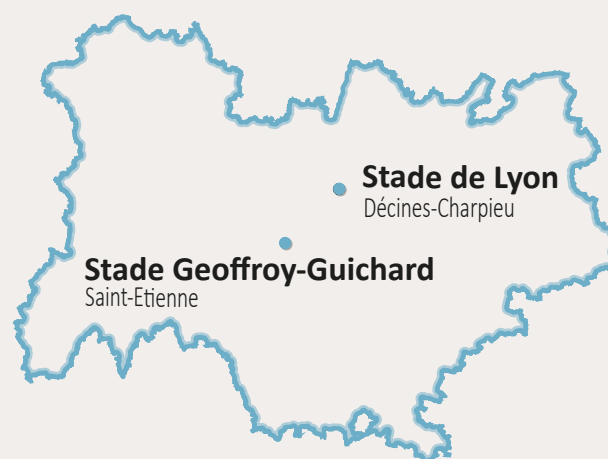 Stade de Lyon
Décines-Charpieu
Stade Geoffroy-Guichard
Saint-Etienne